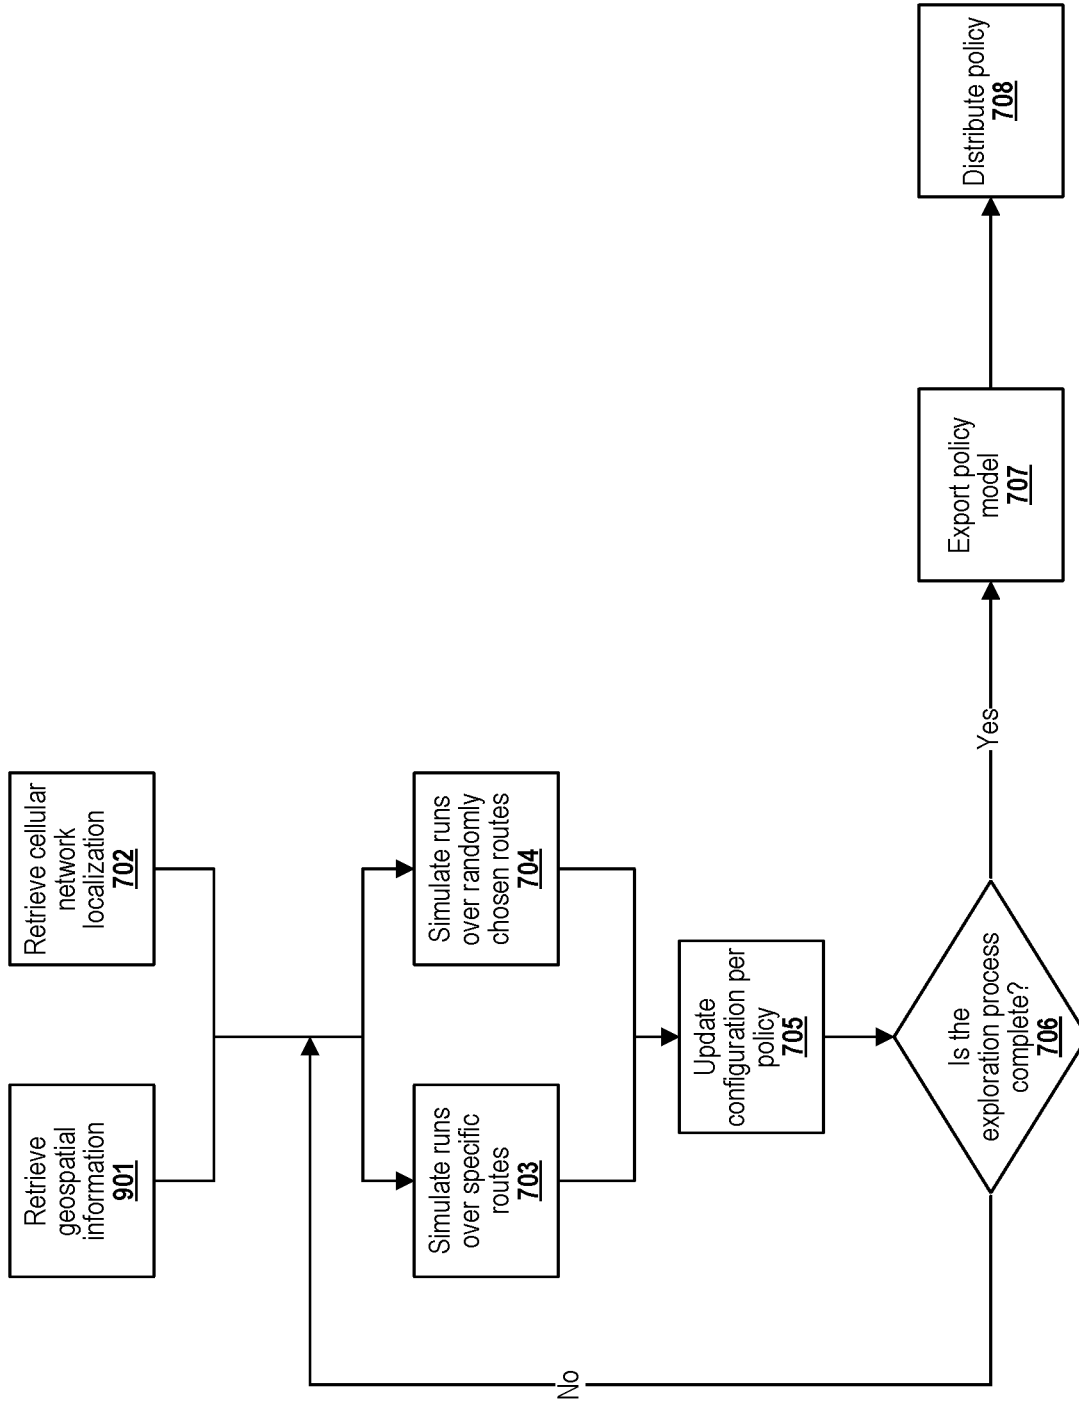 Retrieve
geospatial
information
901
Retrieve cellular
network
localization
702
Simulate runs
over specific
routes
703
Simulate runs
over randomly
chosen routes
704
Update
configuration per
policy
705
Is the
exploration process
complete?
706
No
Yes
Export policy
model
707
Distribute policy
708